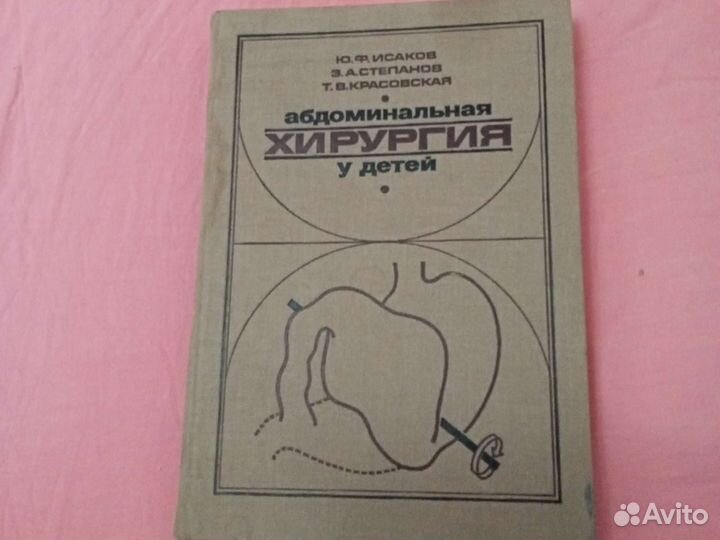 Ю.Ф.ИСАКОВ
Э.А.СТЕПАНОВ
Т.В.КРАСОВСКАЯ
абдоминальная
ХИРУРГИЯ
у детей
Avito